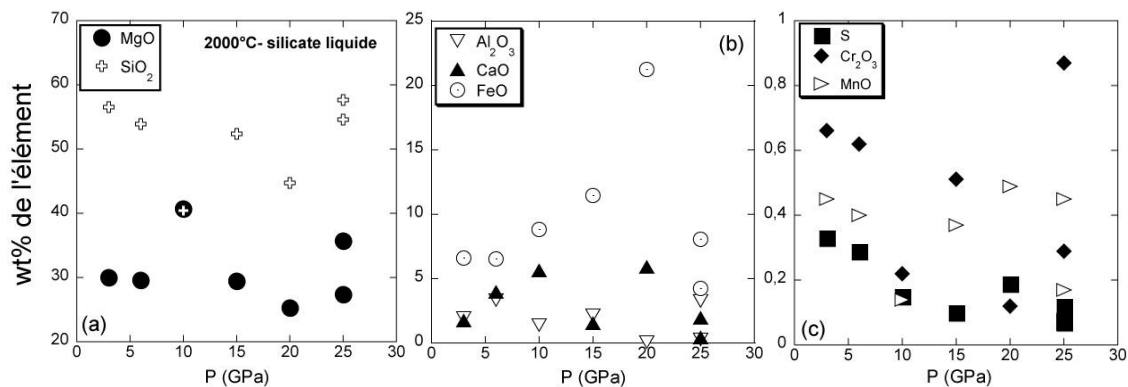 wt% de l'élément
70
60
50
40
30
20
MgO
SiO₂
2000°C- silicate liquide
(a)
0 5 10 15 20 25 30
P (GPa)
25
20
15
10
5
0
Al₂O₃
CaO
FeO
(b)
0 5 10 15 20 25 30
P (GPa)
1
0,8
0,6
0,4
0,2
0
S
Cr₂O₃
MnO
(c)
0 5 10 15 20 25 30
P (GPa)